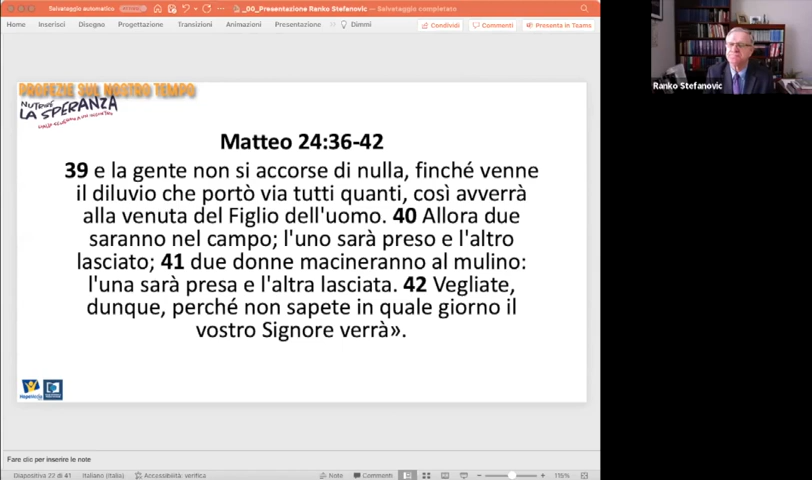 Salvataggio automatico
_00_Presentazione Ranko Stefanovic — Salvataggio completato
Home Inserisci Disegno Progettazione Transizioni Animazioni Presentazione Dimmi Condividi Commenti Presenta in Teams
Ranko Stefanovic
PROFEZIE SUL NOSTRO TEMPO
NUTRIRE
LA SPERANZA
Matteo 24:36-42
39 e la gente non si accorse di nulla, finché venne
il diluvio che portò via tutti quanti, così avverrà
alla venuta del Figlio dell'uomo. 40 Allora due
saranno nel campo; l'uno sarà preso e l'altro
lasciato; 41 due donne macineranno al mulino:
l'una sarà presa e l'altra lasciata. 42 Vegliate,
dunque, perché non sapete in quale giorno il
vostro Signore verrà».
HopeMedia
Fare clic per inserire le note
Diapositiva 22 di 41 Italiano (Italia) Accessibilità: verifica Note Commenti 115%